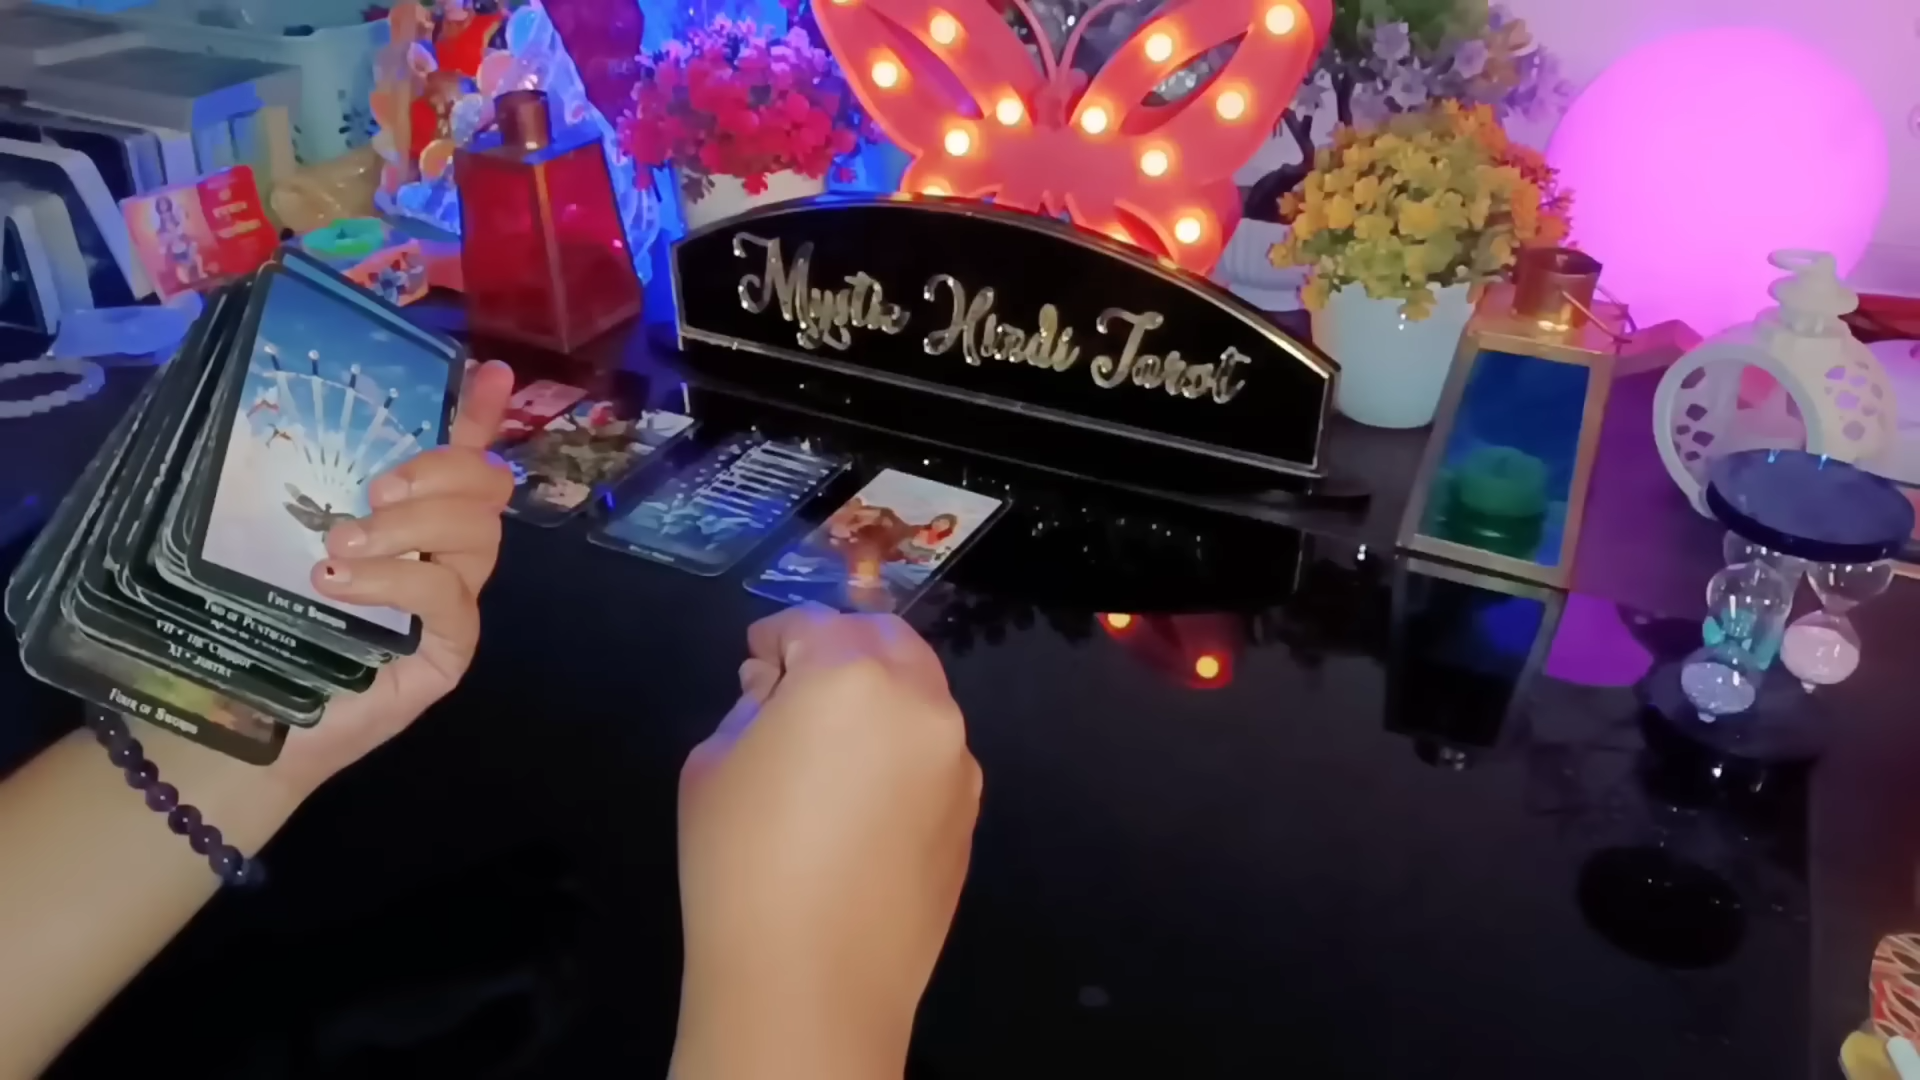 Mystic Hindi Tarot
Five of Swords
Two of Pentacles
VII • The Chariot
XI • Justice
Four of Swords